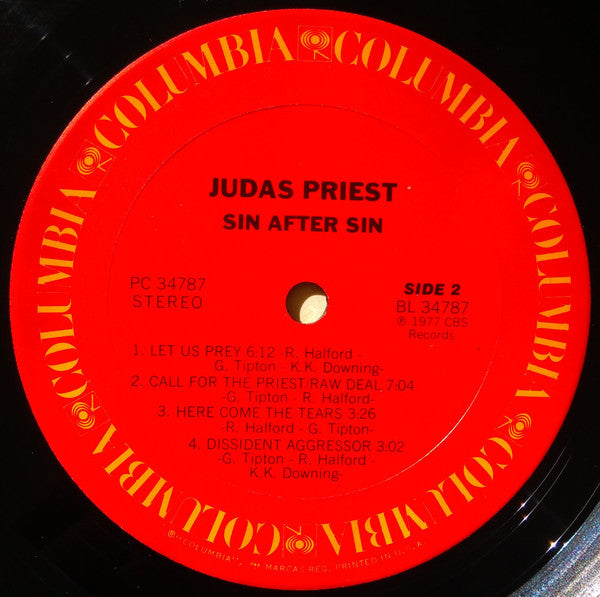 COLUMBIA COLUMBIA COLUMBIA COLUMBIA COLUMBIA COLUMBIA
JUDAS PRIEST
SIN AFTER SIN
PC 34787
STEREO
SIDE 2
BL 34787
℗ 1977 CBS
Records
1. LET US PREY 6:12 -R. Halford -
G. Tipton - K.K. Downing-
2. CALL FOR THE PRIEST/RAW DEAL 7:04
-G. Tipton - R. Halford-
3. HERE COME THE TEARS 3:26
-R. Halford - G. Tipton-
4. DISSIDENT AGGRESSOR 3:02
-G. Tipton - R. Halford -
K.K. Downing-
COLUMBIA MARCAS REG. PRINTED IN U.S.A.